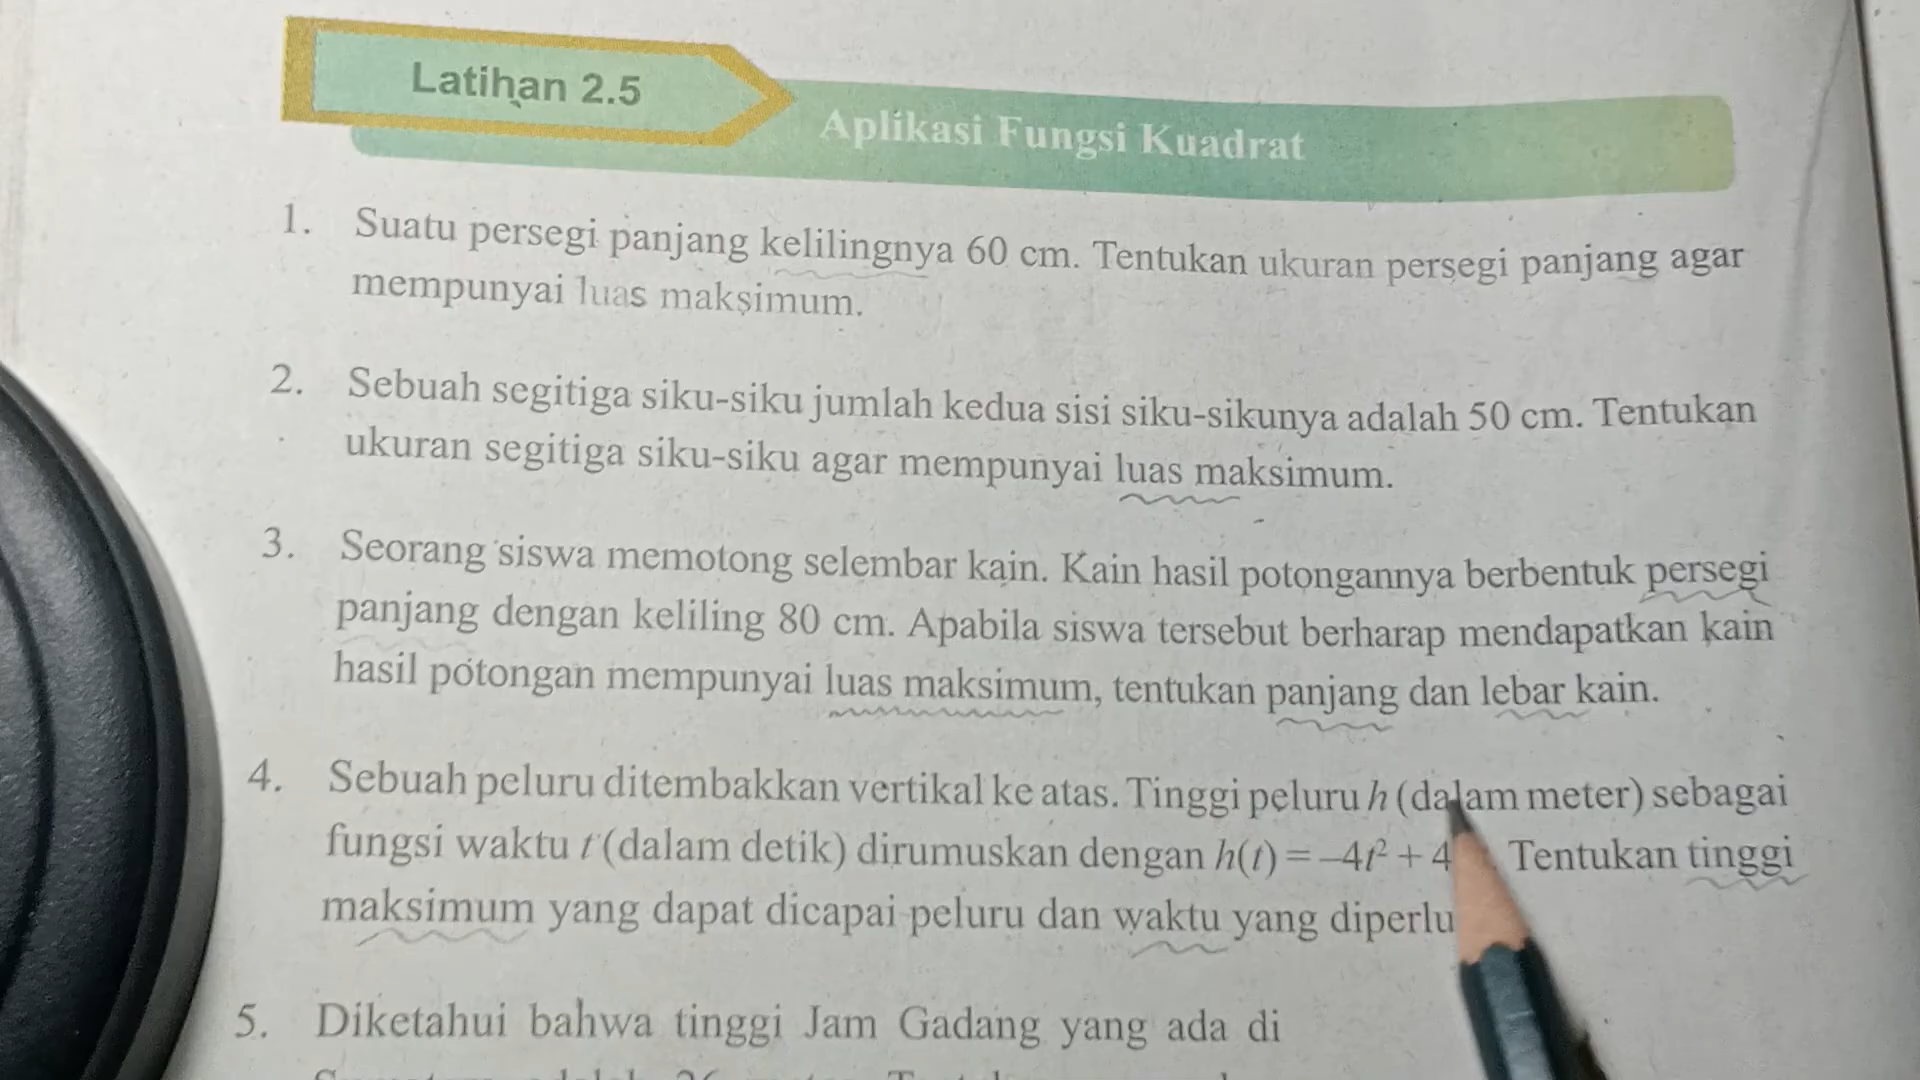 Latihan 2.5
Aplikasi Fungsi Kuadrat
1. Suatu persegi panjang kelilingnya 60 cm. Tentukan ukuran persegi panjang agar
mempunyai luas maksimum.
2. Sebuah segitiga siku-siku jumlah kedua sisi siku-sikunya adalah 50 cm. Tentukan
ukuran segitiga siku-siku agar mempunyai luas maksimum.
3. Seorang siswa memotong selembar kain. Kain hasil potongannya berbentuk persegi
panjang dengan keliling 80 cm. Apabila siswa tersebut berharap mendapatkan kain
hasil potongan mempunyai luas maksimum, tentukan panjang dan lebar kain.
4. Sebuah peluru ditembakkan vertikal ke atas. Tinggi peluru h (dalam meter) sebagai
fungsi waktu t (dalam detik) dirumuskan dengan h(t) = –4t² + 4 Tentukan tinggi
maksimum yang dapat dicapai peluru dan waktu yang diperlu
5. Diketahui bahwa tinggi Jam Gadang yang ada di